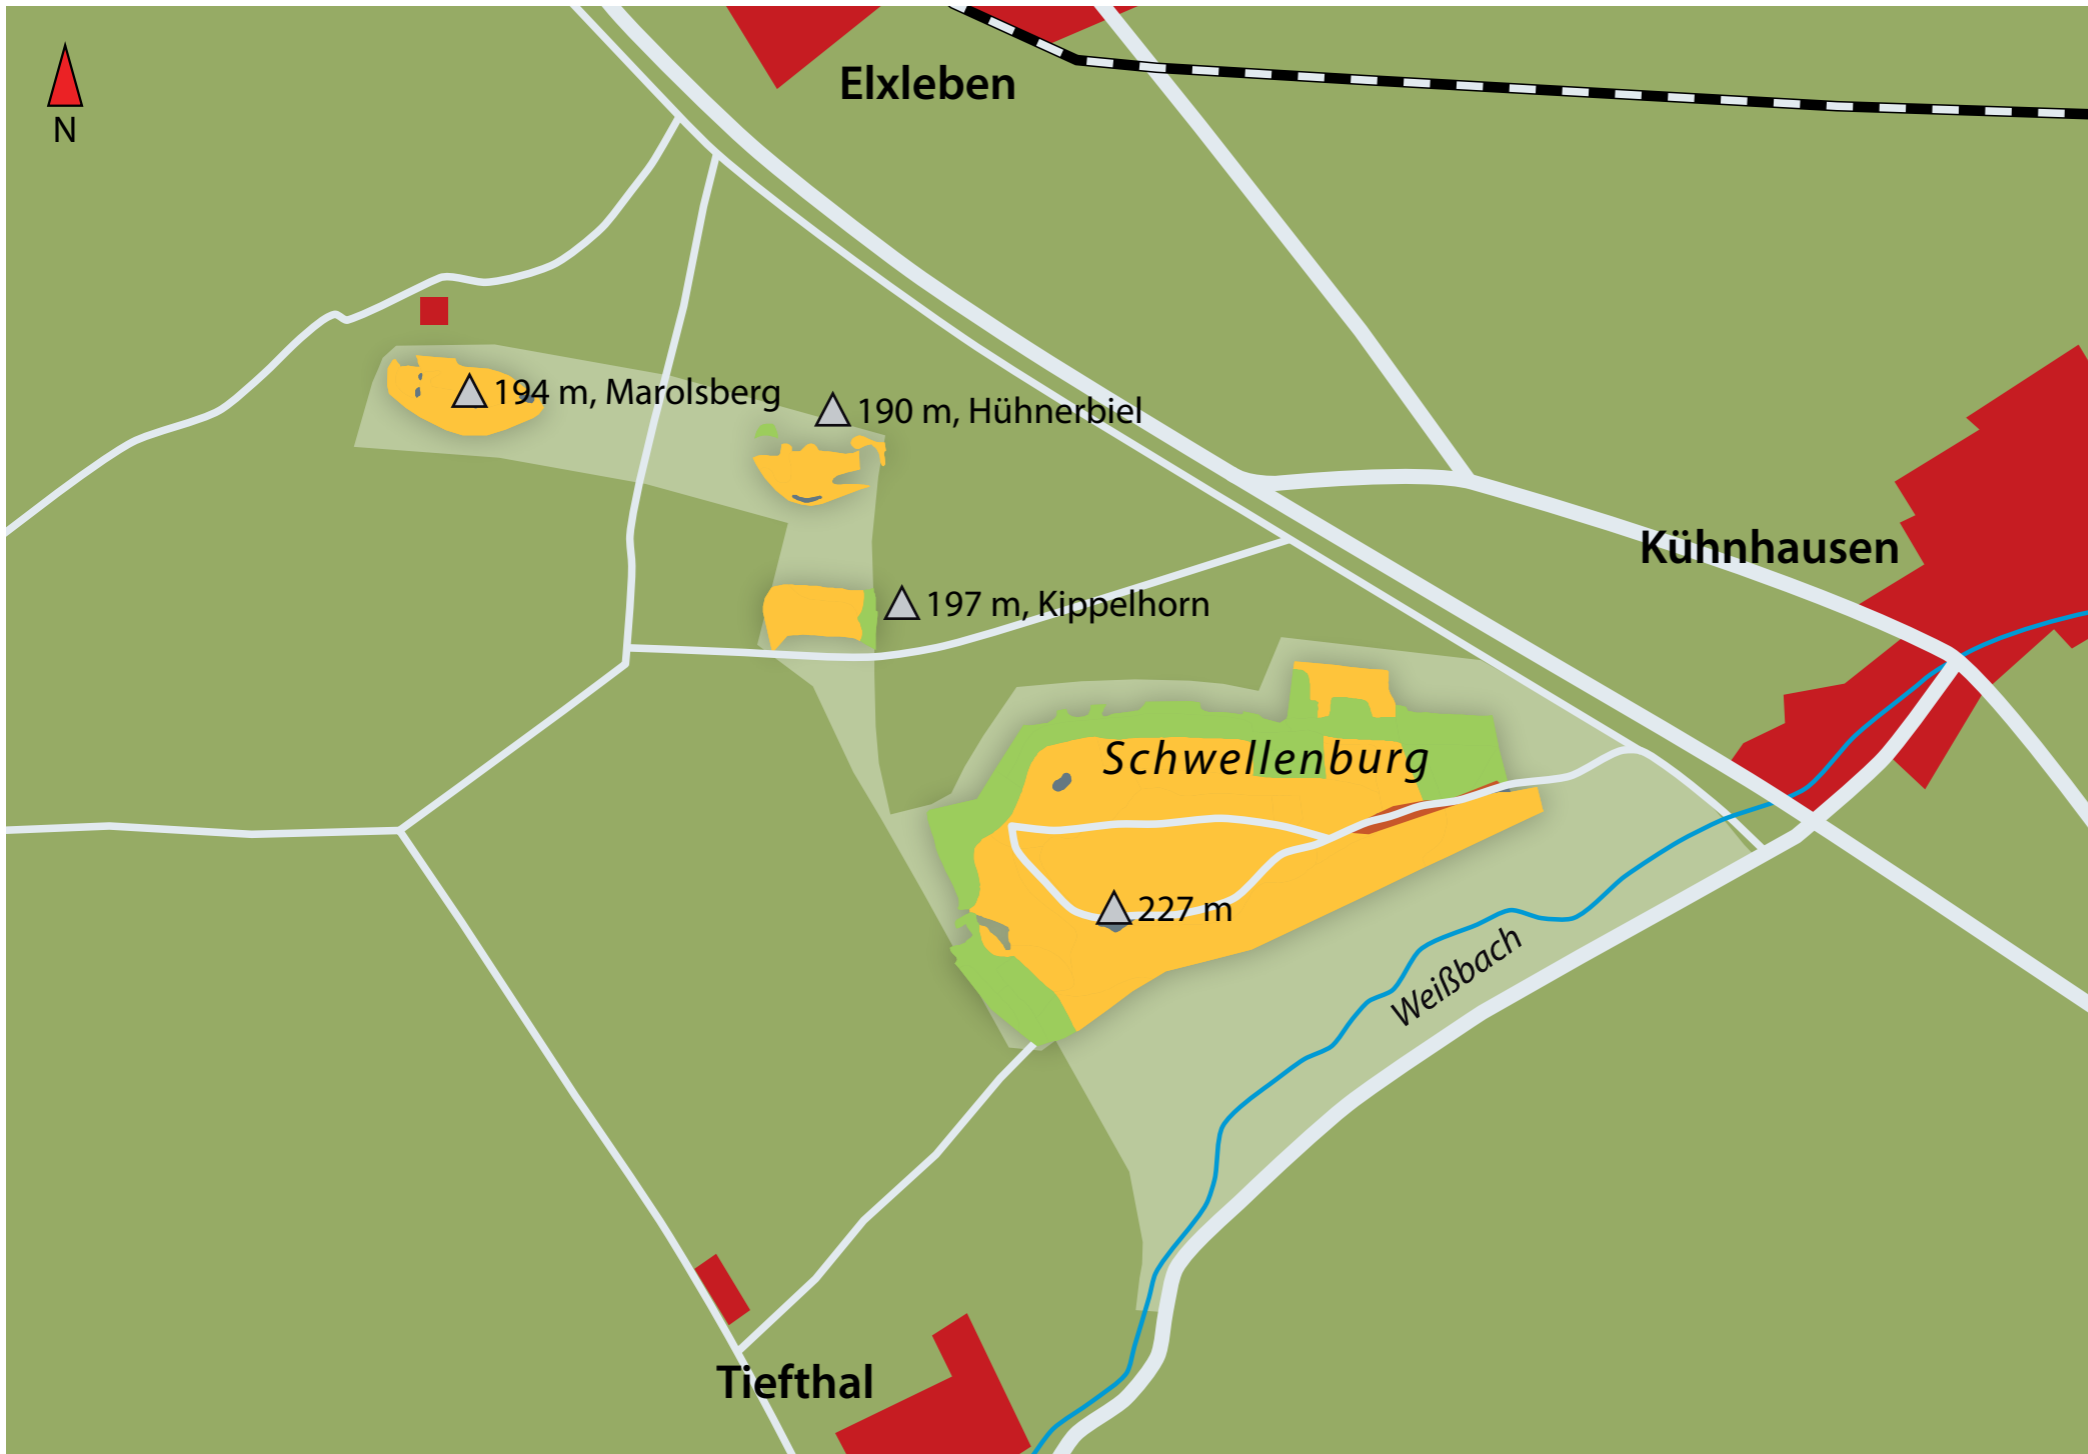 Elxleben
N
194 m, Marolsberg
190 m, Hühnerbiel
Kühnhausen
197 m, Kippelhorn
Schwellenburg
227 m
Weißbach
Tiefthal